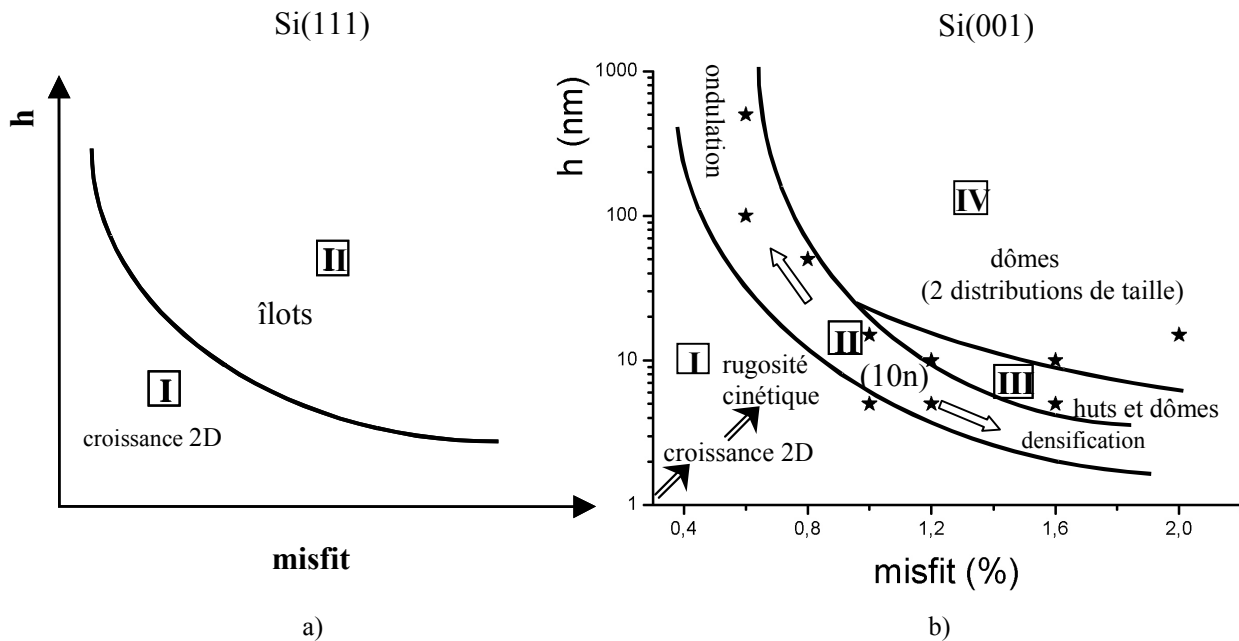 Si(111)
h
II
îlots
I
croissance 2D
misfit
a)
Si(001)
h (nm)
1000
100
10
1
ondulation
IV
dômes
(2 distributions de taille)
II
I
rugosité
cinétique
(10n)
III
huts et dômes
densification
croissance 2D
0,4
0,8
1,2
1,6
2,0
misfit (%)
b)